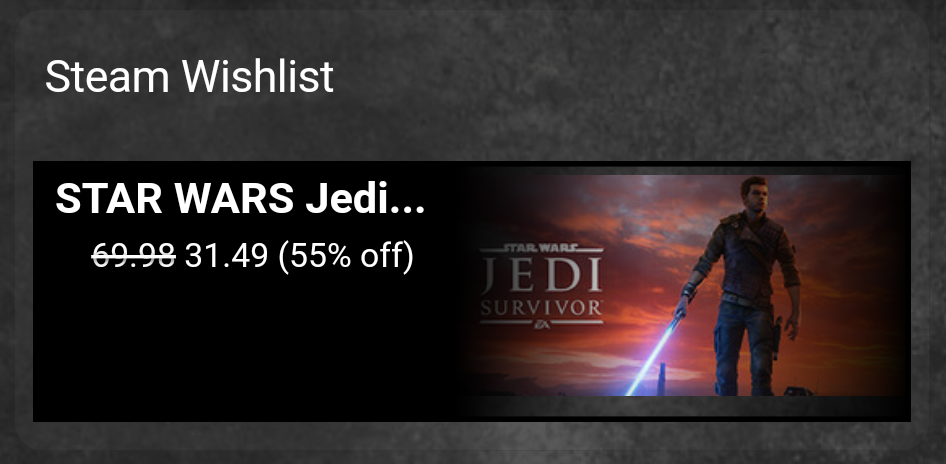 Steam Wishlist
STAR WARS Jedi...
69.98 31.49 (55% off)
STAR WARS
JEDI
SURVIVOR
EA